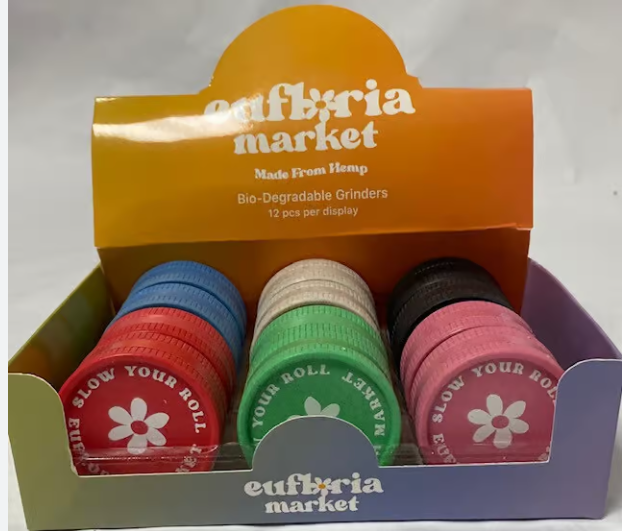 eufloria
market
Made From Hemp
Bio-Degradable Grinders
12 pcs per display
SLOW YOUR ROLL
YOUR ROLL
MARKET
SLOW YOUR ROLL
eufloria
market